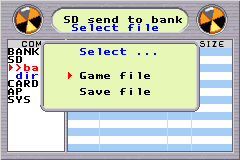 SD send to bank
Select file
COM
SIZE
BANK
SD
>ba
dir
CARD
AP
SYS
Select ...
Game file
Save file